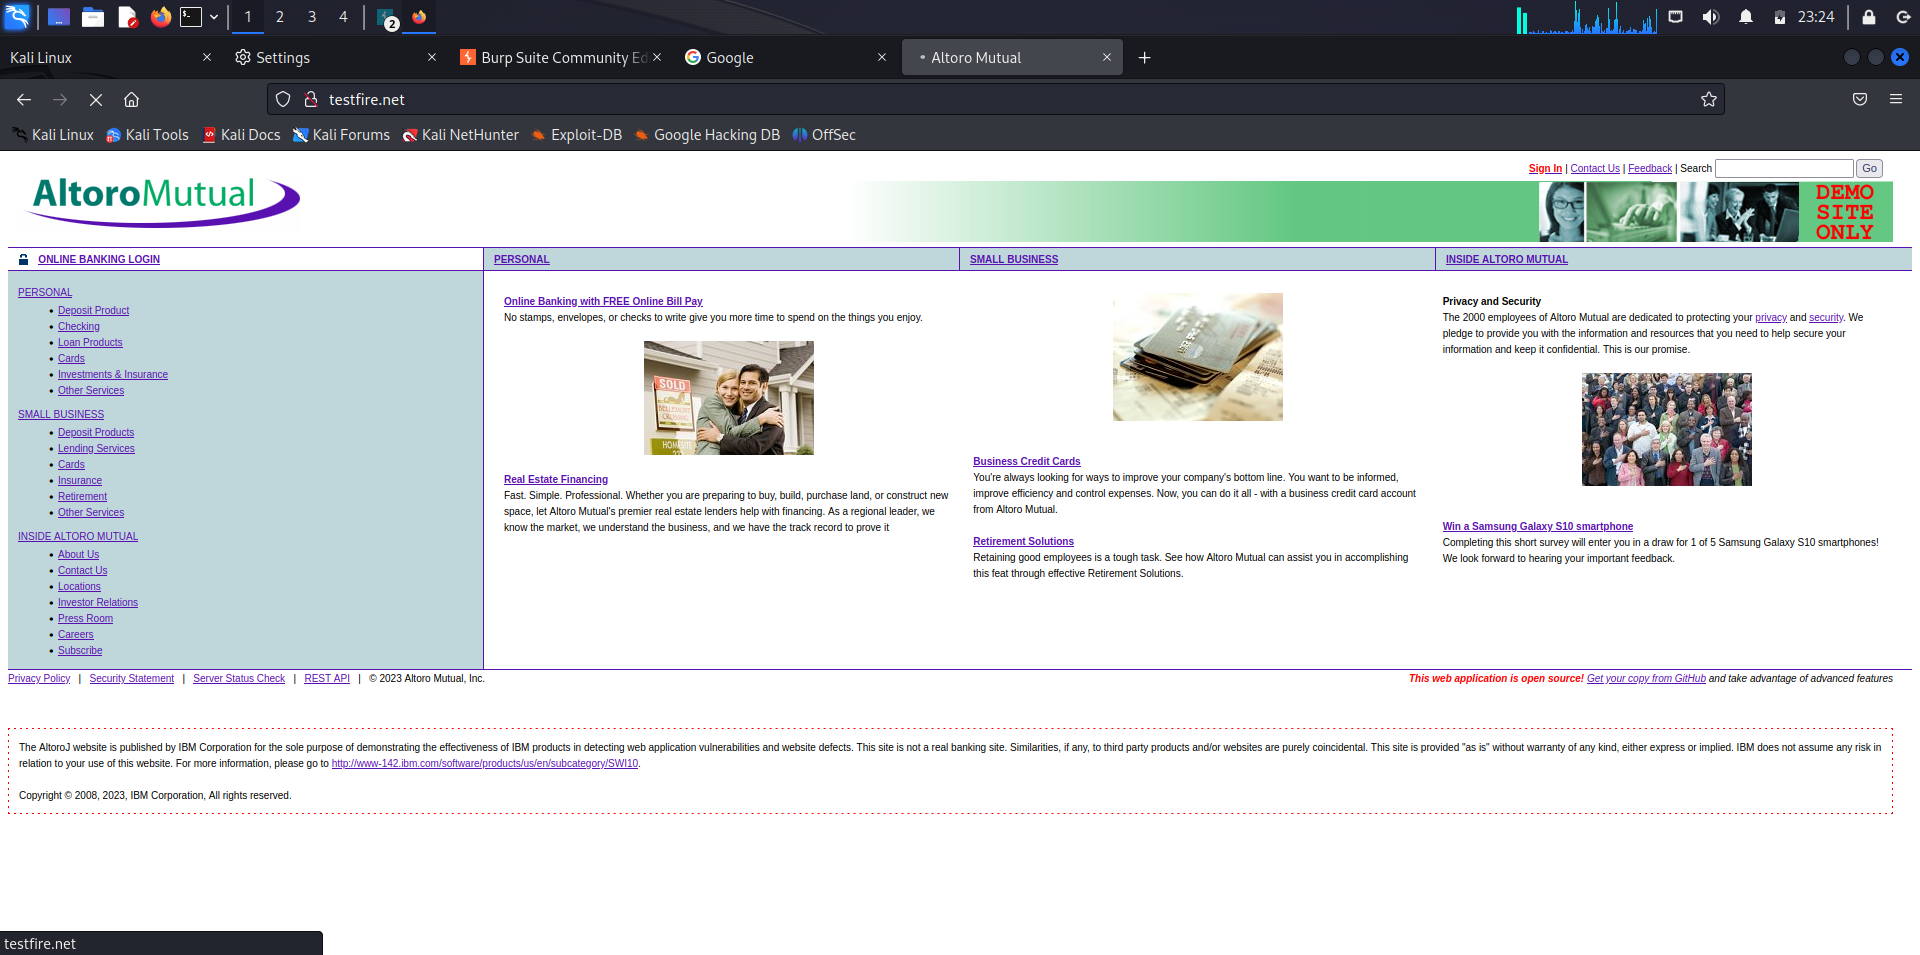 1 2 3 4 2 23:24
Kali Linux
Settings
Burp Suite Community Ed
Google
Altoro Mutual
testfire.net
Kali Linux Kali Tools Kali Docs Kali Forums Kali NetHunter Exploit-DB Google Hacking DB OffSec
Sign In | Contact Us | Feedback | Search Go
AltoroMutual
DEMO
SITE
ONLY
ONLINE BANKING LOGIN
PERSONAL
SMALL BUSINESS
INSIDE ALTORO MUTUAL
PERSONAL
Deposit Product
Checking
Loan Products
Cards
Investments & Insurance
Other Services
SMALL BUSINESS
Deposit Products
Lending Services
Cards
Insurance
Retirement
Other Services
INSIDE ALTORO MUTUAL
About Us
Contact Us
Locations
Investor Relations
Press Room
Careers
Subscribe
Online Banking with FREE Online Bill Pay
No stamps, envelopes, or checks to write give you more time to spend on the things you enjoy.
SOLD
Real Estate Financing
Fast. Simple. Professional. Whether you are preparing to buy, build, purchase land, or construct new
space, let Altoro Mutual's premier real estate lenders help with financing. As a regional leader, we
know the market, we understand the business, and we have the track record to prove it
Business Credit Cards
You're always looking for ways to improve your company's bottom line. You want to be informed,
improve efficiency and control expenses. Now, you can do it all - with a business credit card account
from Altoro Mutual.
Retirement Solutions
Retaining good employees is a tough task. See how Altoro Mutual can assist you in accomplishing
this feat through effective Retirement Solutions.
Privacy and Security
The 2000 employees of Altoro Mutual are dedicated to protecting your privacy and security. We
pledge to provide you with the information and resources that you need to help secure your
information and keep it confidential. This is our promise.
Win a Samsung Galaxy S10 smartphone
Completing this short survey will enter you in a draw for 1 of 5 Samsung Galaxy S10 smartphones!
We look forward to hearing your important feedback.
Privacy Policy | Security Statement | Server Status Check | REST API | © 2023 Altoro Mutual, Inc.
This web application is open source! Get your copy from GitHub and take advantage of advanced features
The AltoroJ website is published by IBM Corporation for the sole purpose of demonstrating the effectiveness of IBM products in detecting web application vulnerabilities and website defects. This site is not a real banking site. Similarities, if any, to third party products and/or websites are purely coincidental. This site is provided "as is" without warranty of any kind, either express or implied. IBM does not assume any risk in
relation to your use of this website. For more information, please go to http://www-142.ibm.com/software/products/us/en/subcategory/SWI10.
Copyright © 2008, 2023, IBM Corporation, All rights reserved.
testfire.net